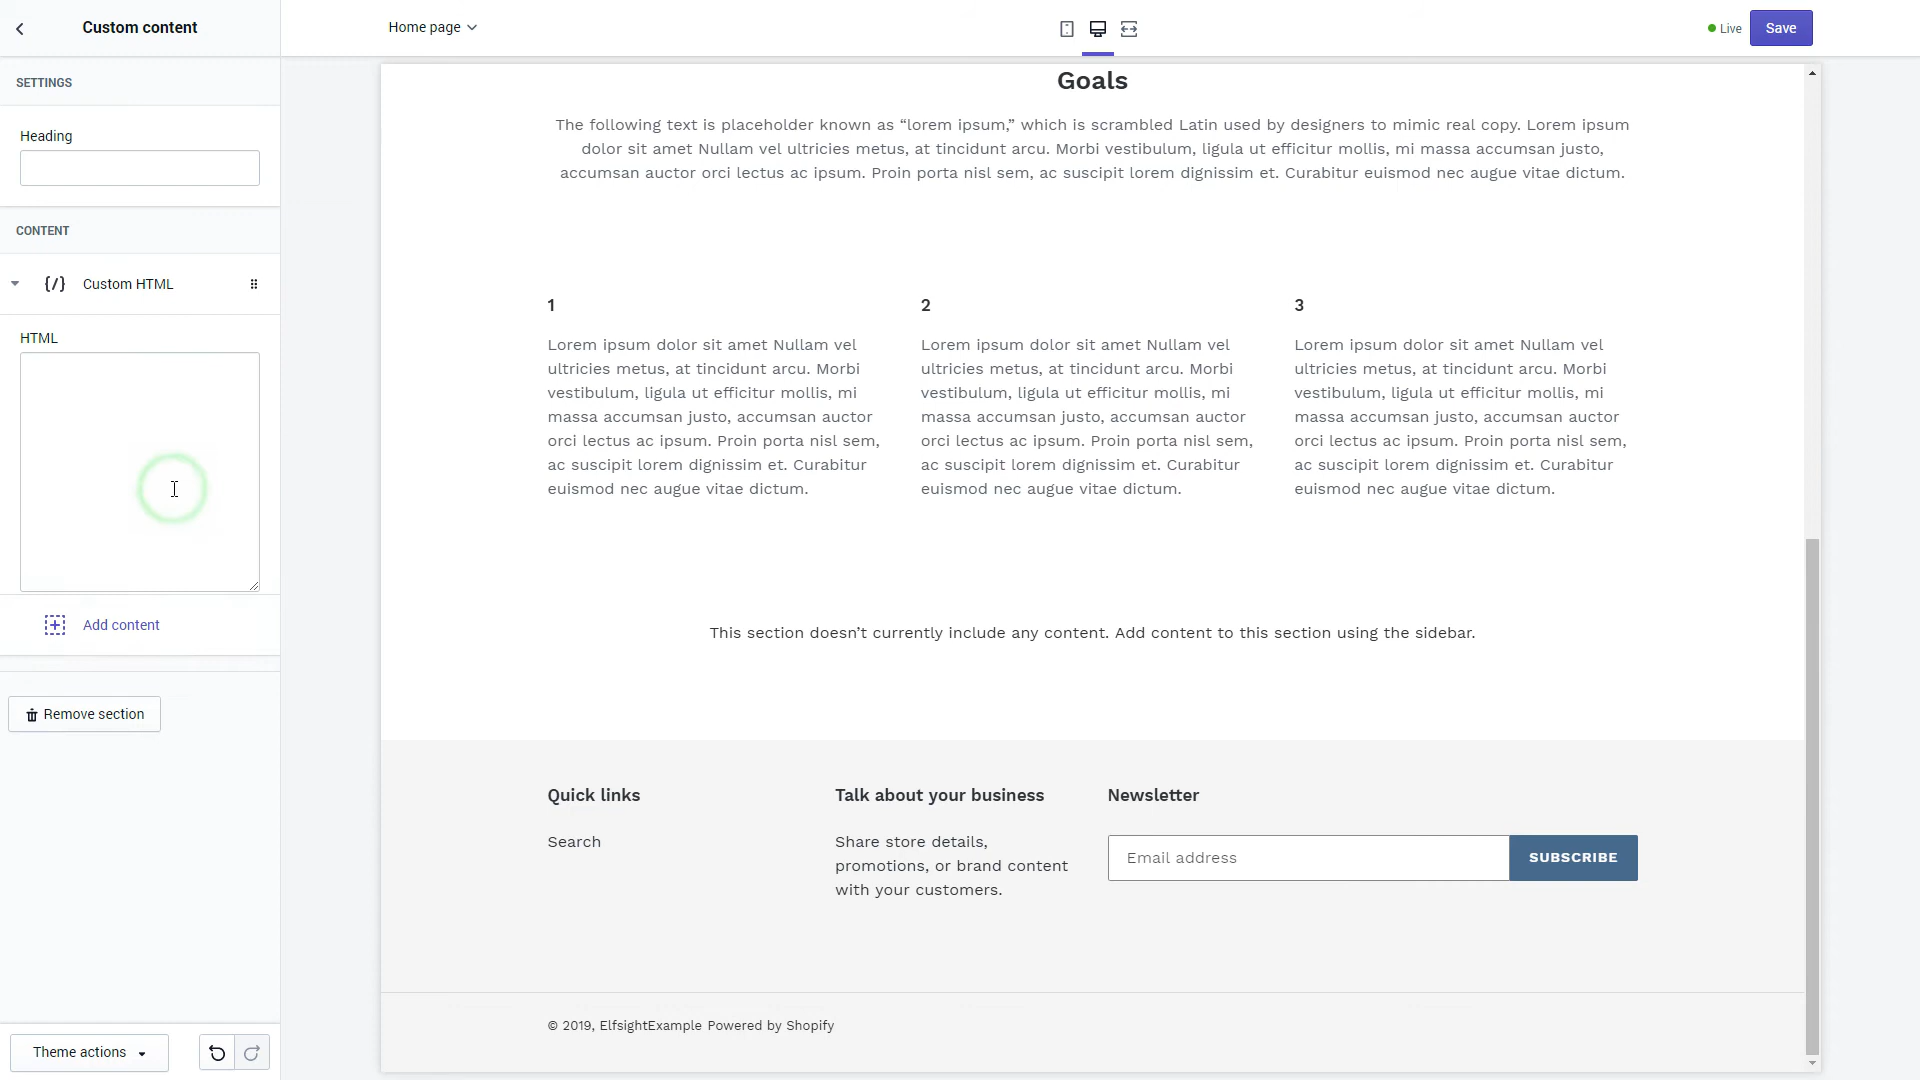 Custom content
Home page
Live
Save
SETTINGS
Heading
CONTENT
{/} Custom HTML
HTML
Add content
Remove section
Theme actions
Goals
The following text is placeholder known as “lorem ipsum,” which is scrambled Latin used by designers to mimic real copy. Lorem ipsum
dolor sit amet Nullam vel ultricies metus, at tincidunt arcu. Morbi vestibulum, ligula ut efficitur mollis, mi massa accumsan justo,
accumsan auctor orci lectus ac ipsum. Proin porta nisl sem, ac suscipit lorem dignissim et. Curabitur euismod nec augue vitae dictum.
1
Lorem ipsum dolor sit amet Nullam vel
ultricies metus, at tincidunt arcu. Morbi
vestibulum, ligula ut efficitur mollis, mi
massa accumsan justo, accumsan auctor
orci lectus ac ipsum. Proin porta nisl sem,
ac suscipit lorem dignissim et. Curabitur
euismod nec augue vitae dictum.
2
Lorem ipsum dolor sit amet Nullam vel
ultricies metus, at tincidunt arcu. Morbi
vestibulum, ligula ut efficitur mollis, mi
massa accumsan justo, accumsan auctor
orci lectus ac ipsum. Proin porta nisl sem,
ac suscipit lorem dignissim et. Curabitur
euismod nec augue vitae dictum.
3
Lorem ipsum dolor sit amet Nullam vel
ultricies metus, at tincidunt arcu. Morbi
vestibulum, ligula ut efficitur mollis, mi
massa accumsan justo, accumsan auctor
orci lectus ac ipsum. Proin porta nisl sem,
ac suscipit lorem dignissim et. Curabitur
euismod nec augue vitae dictum.
This section doesn’t currently include any content. Add content to this section using the sidebar.
Quick links
Search
Talk about your business
Share store details,
promotions, or brand content
with your customers.
Newsletter
Email address
SUBSCRIBE
© 2019, ElfsightExample Powered by Shopify